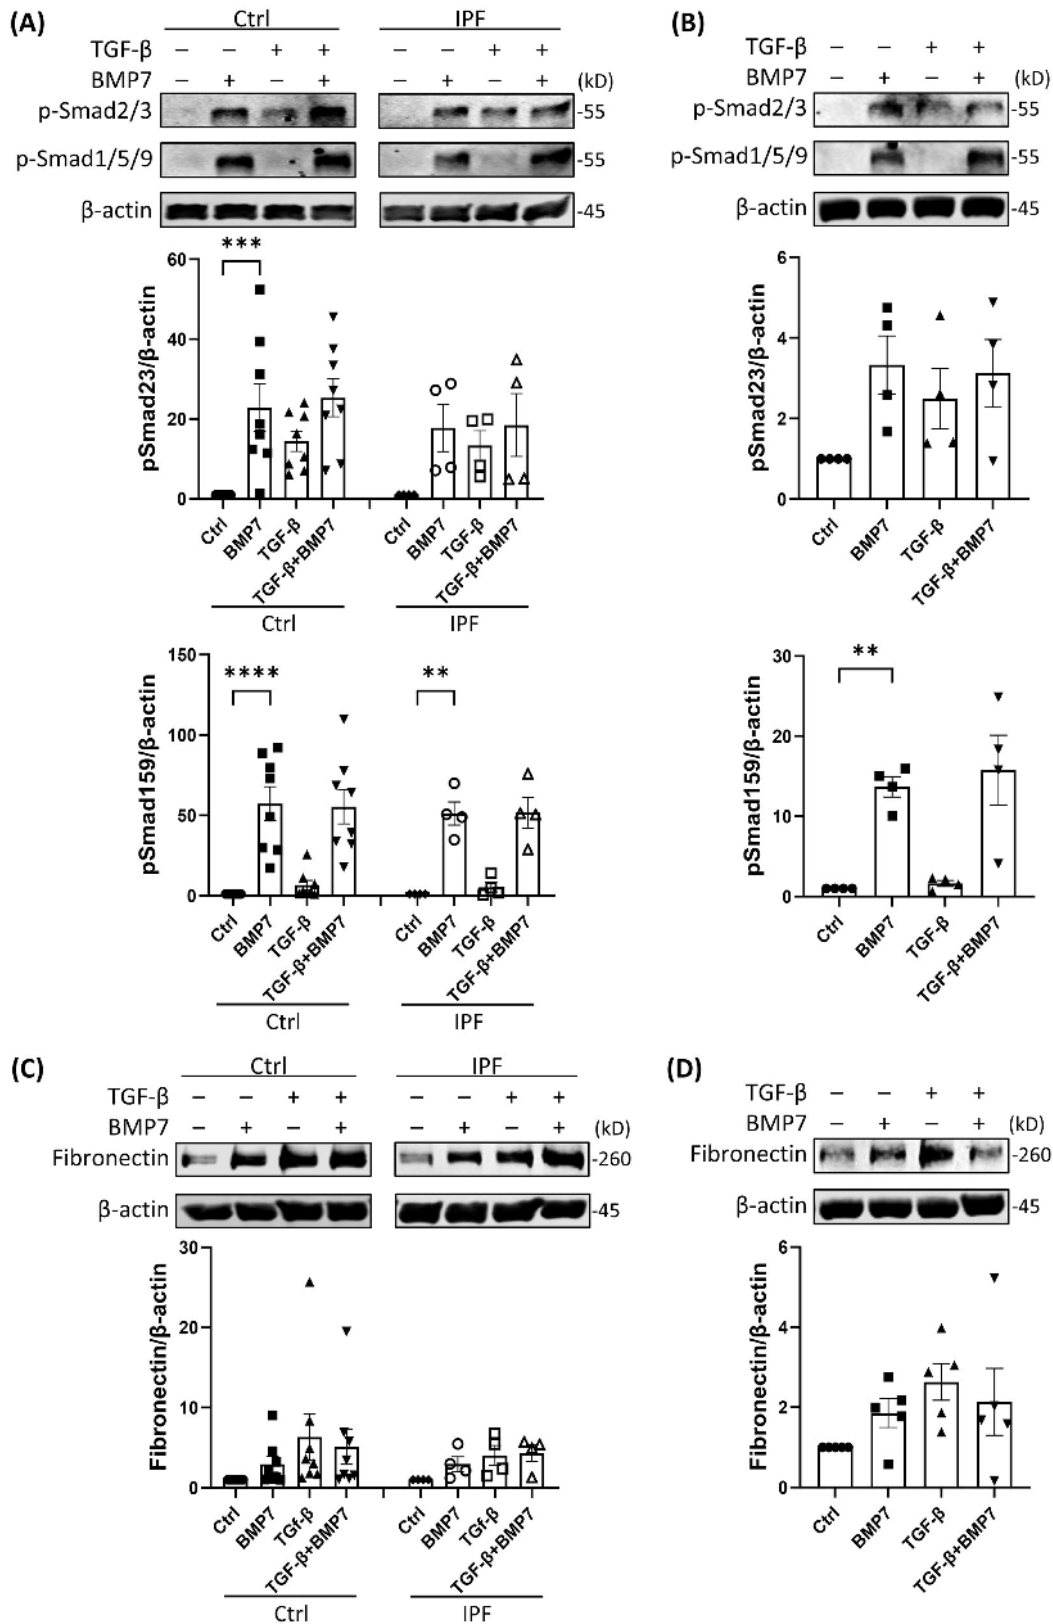 (A) Ctrl IPF
TGF-β – – + + – – + +
BMP7 – + – + – + – + (kD)
p-Smad2/3 -55
p-Smad1/5/9 -55
β-actin -45
(B)
TGF-β – – + +
BMP7 – + – + (kD)
p-Smad2/3 -55
p-Smad1/5/9 -55
β-actin -45
pSmad23/β-actin
60
40
20
0
***
Ctrl BMP7 TGF-β TGF-β+BMP7 Ctrl BMP7 TGF-β TGF-β+BMP7
Ctrl IPF
pSmad23/β-actin
6
4
2
0
Ctrl BMP7 TGF-β TGF-β+BMP7
pSmad159/β-actin
150
100
50
0
**** **
Ctrl BMP7 TGF-β TGF-β+BMP7 Ctrl BMP7 TGF-β TGF-β+BMP7
Ctrl IPF
pSmad159/β-actin
30
20
10
0
**
Ctrl BMP7 TGF-β TGF-β+BMP7
(C) Ctrl IPF
TGF-β – – + + – – + +
BMP7 – + – + – + – + (kD)
Fibronectin -260
β-actin -45
(D)
TGF-β – – + +
BMP7 – + – + (kD)
Fibronectin -260
β-actin -45
Fibronectin/β-actin
30
20
10
0
Ctrl BMP7 TGf-β TGF-β+BMP7 Ctrl BMP7 TGf-β TGF-β+BMP7
Ctrl IPF
Fibronectin/β-actin
6
4
2
0
Ctrl BMP7 TGF-β TGF-β+BMP7